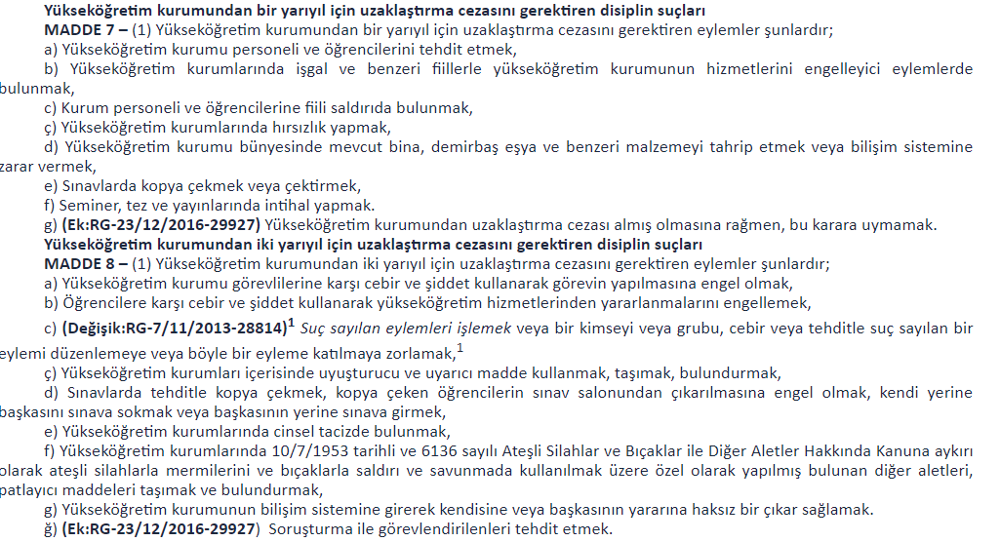 Yükseköğretim kurumundan bir yarıyıl için uzaklaştırma cezasını gerektiren disiplin suçları
MADDE 7 – (1) Yükseköğretim kurumundan bir yarıyıl için uzaklaştırma cezasını gerektiren eylemler şunlardır;
a) Yükseköğretim kurumu personeli ve öğrencilerini tehdit etmek,
b) Yükseköğretim kurumlarında işgal ve benzeri fiillerle yükseköğretim kurumunun hizmetlerini engelleyici eylemlerde
bulunmak,
c) Kurum personeli ve öğrencilerine fiili saldırıda bulunmak,
ç) Yükseköğretim kurumlarında hırsızlık yapmak,
d) Yükseköğretim kurumu bünyesinde mevcut bina, demirbaş eşya ve benzeri malzemeyi tahrip etmek veya bilişim sistemine
zarar vermek,
e) Sınavlarda kopya çekmek veya çektirmek,
f) Seminer, tez ve yayınlarında intihal yapmak.
g) (Ek:RG-23/12/2016-29927) Yükseköğretim kurumundan uzaklaştırma cezası almış olmasına rağmen, bu karara uymamak.
Yükseköğretim kurumundan iki yarıyıl için uzaklaştırma cezasını gerektiren disiplin suçları
MADDE 8 – (1) Yükseköğretim kurumundan iki yarıyıl için uzaklaştırma cezasını gerektiren eylemler şunlardır;
a) Yükseköğretim kurumu görevlilerine karşı cebir ve şiddet kullanarak görevin yapılmasına engel olmak,
b) Öğrencilere karşı cebir ve şiddet kullanarak yükseköğretim hizmetlerinden yararlanmalarını engellemek,
c) (Değişik:RG-7/11/2013-28814)¹ Suç sayılan eylemleri işlemek veya bir kimseyi veya grubu, cebir veya tehditle suç sayılan bir
eylemi düzenlemeye veya böyle bir eyleme katılmaya zorlamak,¹
ç) Yükseköğretim kurumları içerisinde uyuşturucu ve uyarıcı madde kullanmak, taşımak, bulundurmak,
d) Sınavlarda tehditle kopya çekmek, kopya çeken öğrencilerin sınav salonundan çıkarılmasına engel olmak, kendi yerine
başkasını sınava sokmak veya başkasının yerine sınava girmek,
e) Yükseköğretim kurumlarında cinsel tacizde bulunmak,
f) Yükseköğretim kurumlarında 10/7/1953 tarihli ve 6136 sayılı Ateşli Silahlar ve Bıçaklar ile Diğer Aletler Hakkında Kanuna aykırı
olarak ateşli silahlarla mermilerini ve bıçaklarla saldırı ve savunmada kullanılmak üzere özel olarak yapılmış bulunan diğer aletleri,
patlayıcı maddeleri taşımak ve bulundurmak,
g) Yükseköğretim kurumunun bilişim sistemine girerek kendisine veya başkasının yararına haksız bir çıkar sağlamak.
ğ) (Ek:RG-23/12/2016-29927) Soruşturma ile görevlendirilenleri tehdit etmek.